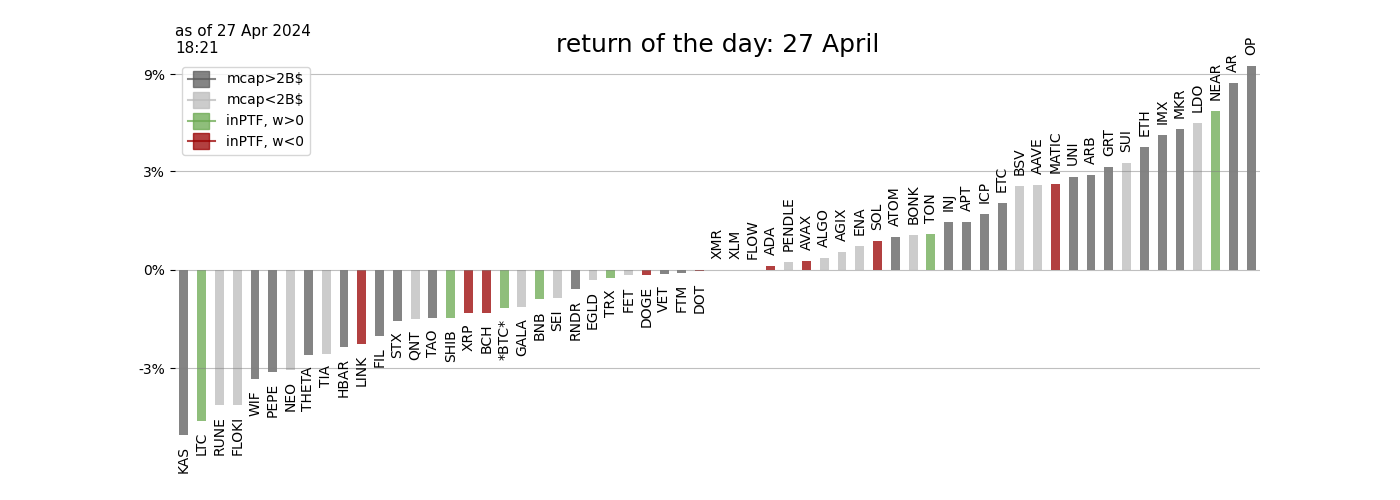 as of 27 Apr 2024
18:21
return of the day: 27 April
mcap>2B$
mcap<2B$
inPTF, w>0
inPTF, w<0
9%
3%
0%
-3%
KAS
LTC
RUNE
FLOKI
WIF
PEPE
NEO
THETA
TIA
HBAR
LINK
FIL
STX
QNT
TAO
SHIB
XRP
BCH
*BTC*
GALA
BNB
SEI
RNDR
EGLD
TRX
FET
DOGE
VET
FTM
DOT
XMR
XLM
FLOW
ADA
PENDLE
AVAX
ALGO
AGIX
ENA
SOL
ATOM
BONK
TON
INJ
APT
ICP
ETC
BSV
AAVE
MATIC
UNI
ARB
GRT
SUI
ETH
IMX
MKR
LDO
NEAR
AR
OP